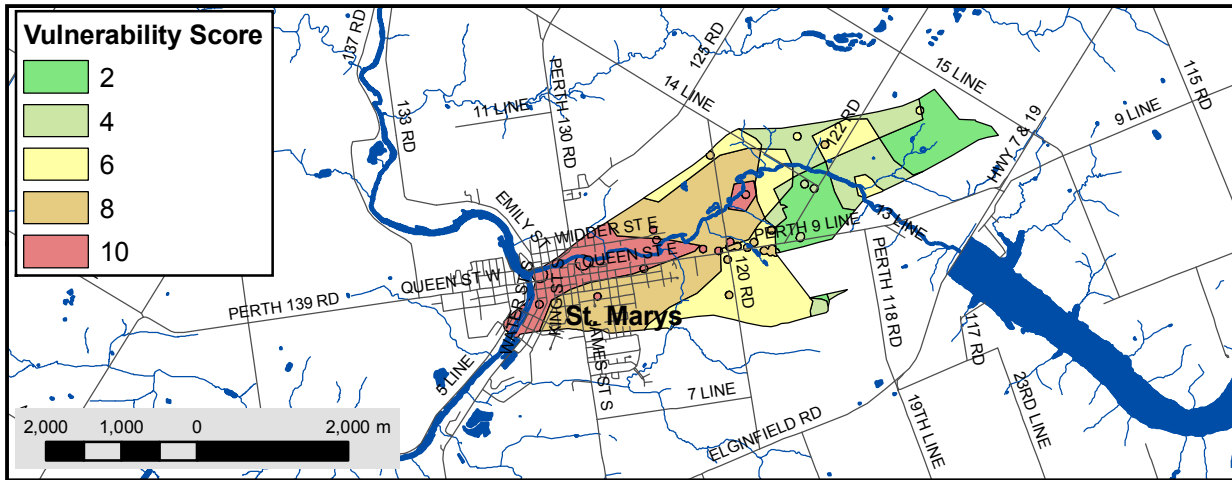 Vulnerability Score
2
4
6
8
10
137 RD
133 RD
11 LINE
PERTH 130 RD
125 RD
14 LINE
15 LINE
115 RD
122 RD
9 LINE
HWY 7 & 19
EMILY ST
WIDBER ST E
QUEEN ST E
PERTH 9 LINE
13 LINE
QUEEN ST W
PERTH 139 RD
WATER ST S
120 RD
PERTH 118 RD
St. Marys
JAMES ST S
117 RD
5 LINE
7 LINE
23RD LINE
19TH LINE
ELGINFIELD RD
2,000 1,000 0 2,000 m